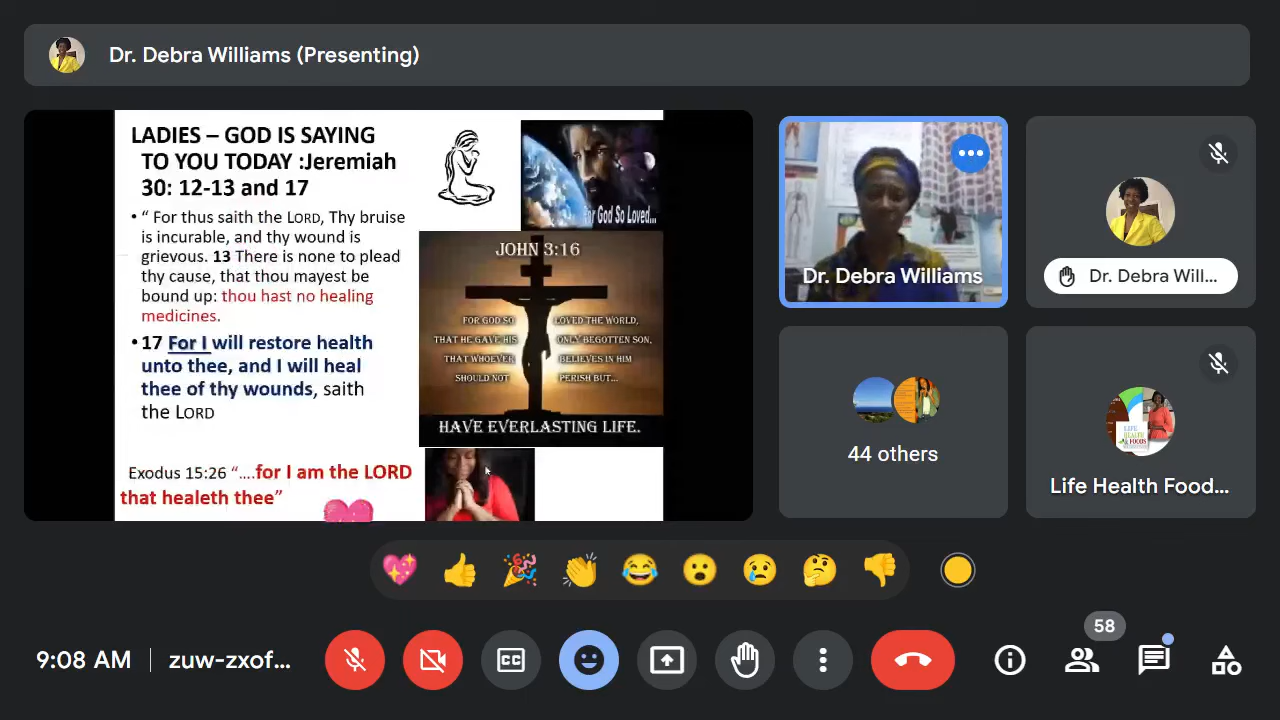 Dr. Debra Williams (Presenting)
LADIES – GOD IS SAYING
TO YOU TODAY :Jeremiah
30: 12-13 and 17
• “ For thus saith the LORD, Thy bruise
is incurable, and thy wound is
grievous. 13 There is none to plead
thy cause, that thou mayest be
bound up: thou hast no healing
medicines.
• 17 For I will restore health
unto thee, and I will heal
thee of thy wounds, saith
the LORD
Exodus 15:26 “....for I am the LORD
that healeth thee”
For God So Loved...
JOHN 3:16
FOR GOD SO LOVED THE WORLD,
THAT HE GAVE HIS ONLY BEGOTTEN SON,
THAT WHOEVER BELIEVES IN HIM
SHOULD NOT PERISH BUT...
HAVE EVERLASTING LIFE.
Dr. Debra Williams
Dr. Debra Will...
44 others
LIFE
HEALTH
FOODS
Life Health Food...
9:08 AM
zuw-zxof...
CC
58